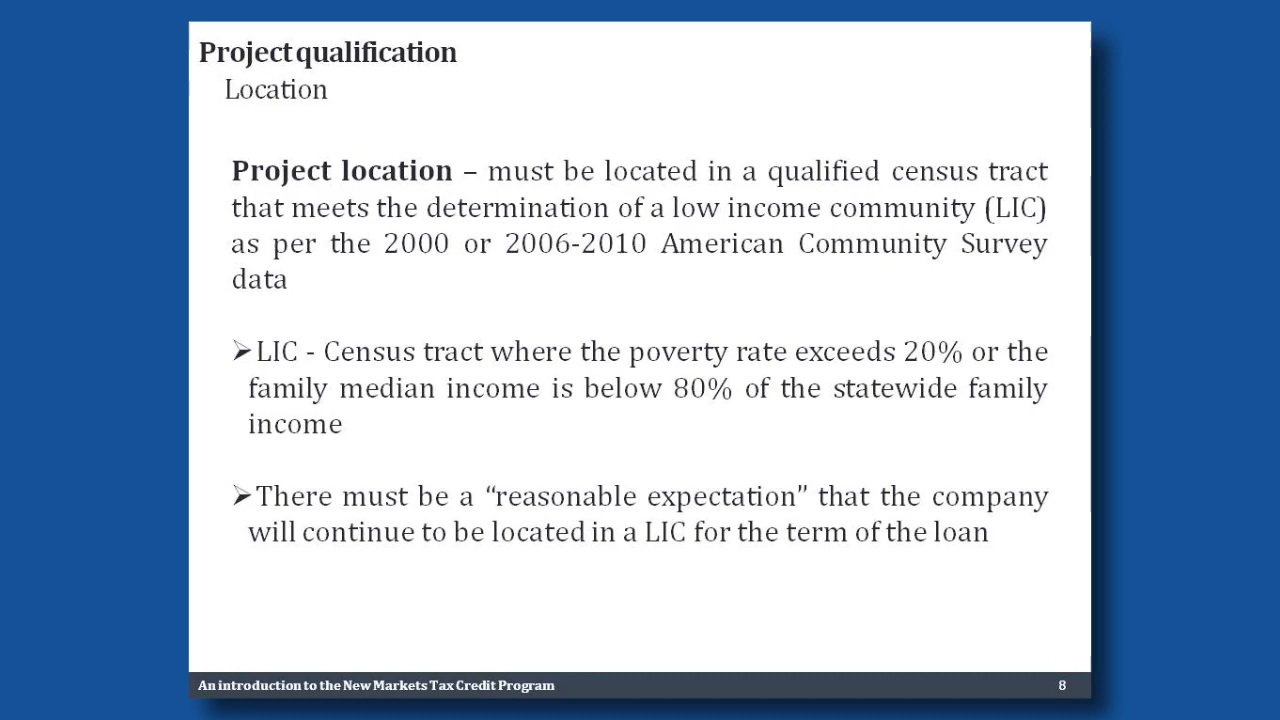 Project qualification
Location
Project location – must be located in a qualified census tract
that meets the determination of a low income community (LIC)
as per the 2000 or 2006-2010 American Community Survey
data
➢LIC - Census tract where the poverty rate exceeds 20% or the
family median income is below 80% of the statewide family
income
➢There must be a “reasonable expectation” that the company
will continue to be located in a LIC for the term of the loan
An introduction to the New Markets Tax Credit Program 8